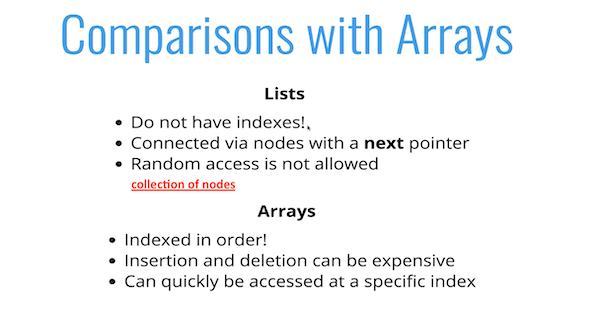 Comparisons with Arrays
Lists
• Do not have indexes!
• Connected via nodes with a next pointer
• Random access is not allowed
collection of nodes
Arrays
• Indexed in order!
• Insertion and deletion can be expensive
• Can quickly be accessed at a specific index